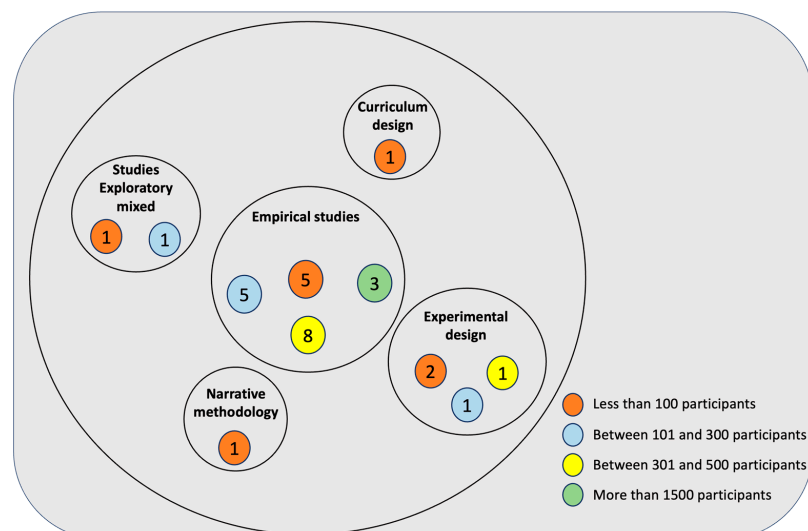 Curriculum
design
1
Studies
Exploratory
mixed
1 1
Empirical studies
5 5 3
8
Experimental
design
2 1
1
Narrative
methodology
1
Less than 100 participants
Between 101 and 300 participants
Between 301 and 500 participants
More than 1500 participants